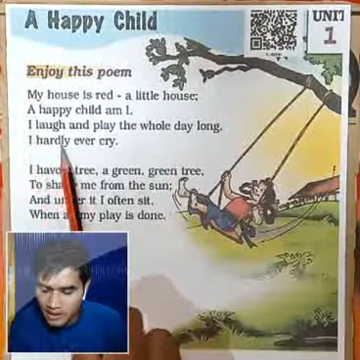 A Happy Child
UNIT
1
Enjoy this poem
My house is red - a little house;
A happy child am I.
I laugh and play the whole day long,
I hardly ever cry.
I have tree, a green, green tree,
To me from the sun;
And under it I often sit,
When my play is done.